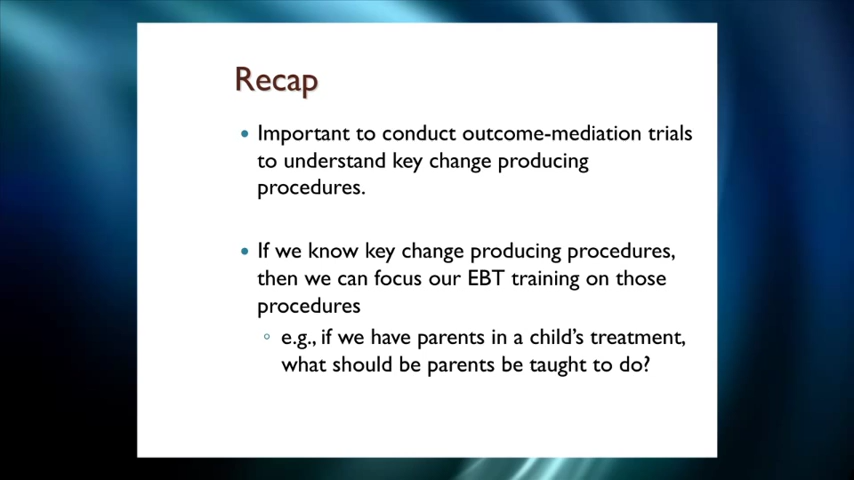 Recap
• Important to conduct outcome-mediation trials
to understand key change producing
procedures.
• If we know key change producing procedures,
then we can focus our EBT training on those
procedures
◦ e.g., if we have parents in a child's treatment,
what should be parents be taught to do?